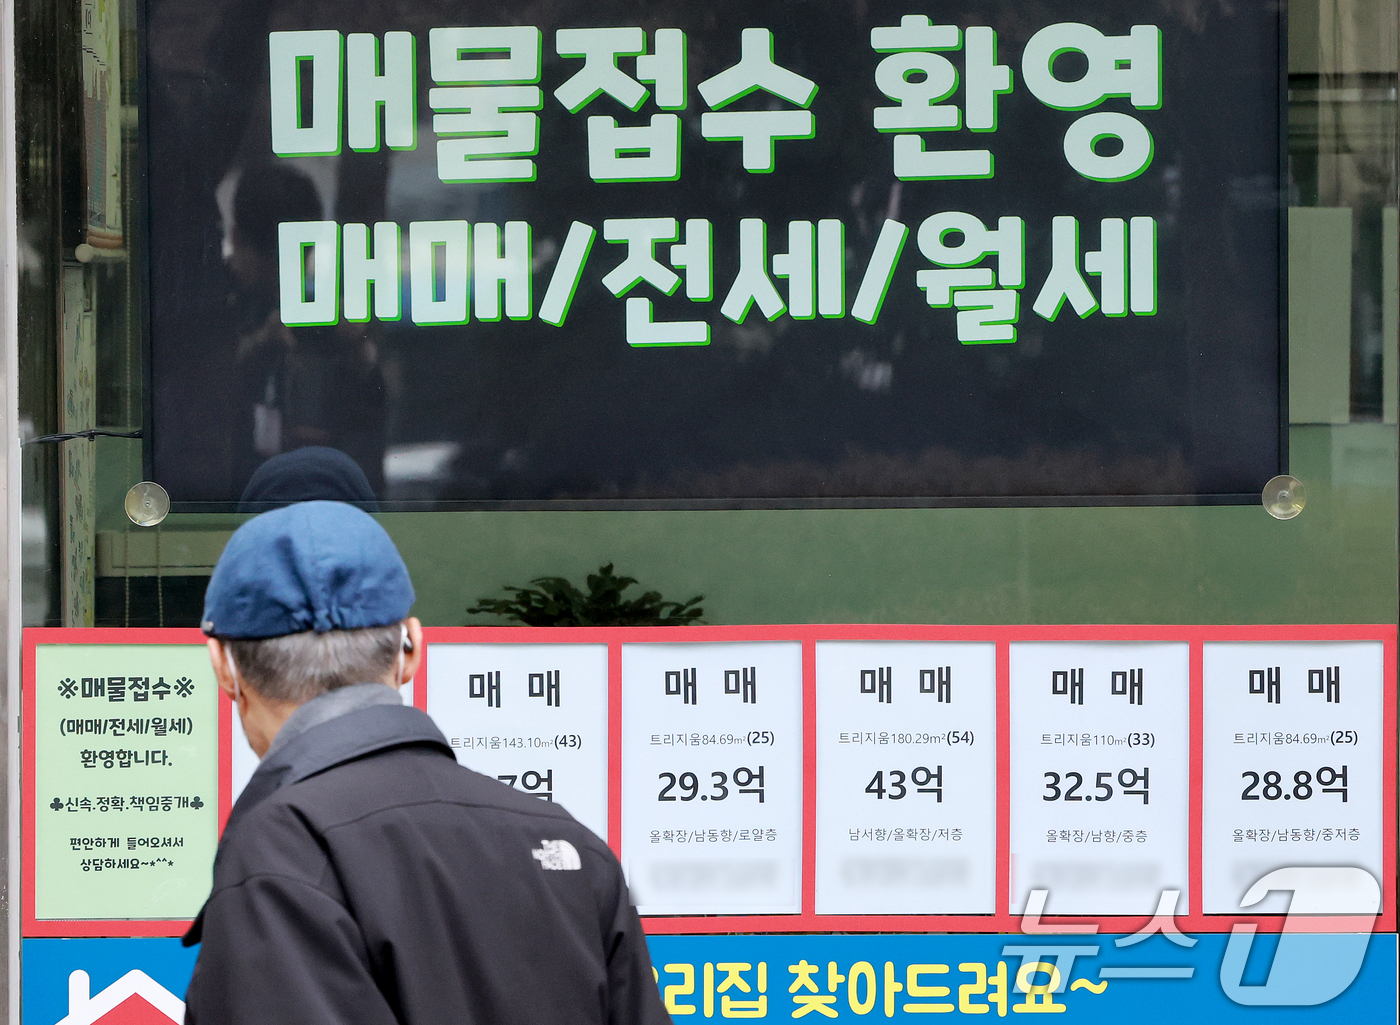 매물접수 환영
매매/전세/월세
※매물접수※
(매매/전세/월세)
환영합니다.
♣신속.정확.책임중개♣
편안하게 들어오셔서
상담하세요~*^^*
매 매
트리지움143.10m²(43)
7억
매 매
트리지움84.69m²(25)
29.3억
올확장/남동향/로얄층
매 매
트리지움180.29m²(54)
43억
남서향/올확장/저층
매 매
트리지움110m²(33)
32.5억
올확장/남향/중층
매 매
트리지움84.69m²(25)
28.8억
올확장/남동향/중저층
리집 찾아드려요~
뉴스1